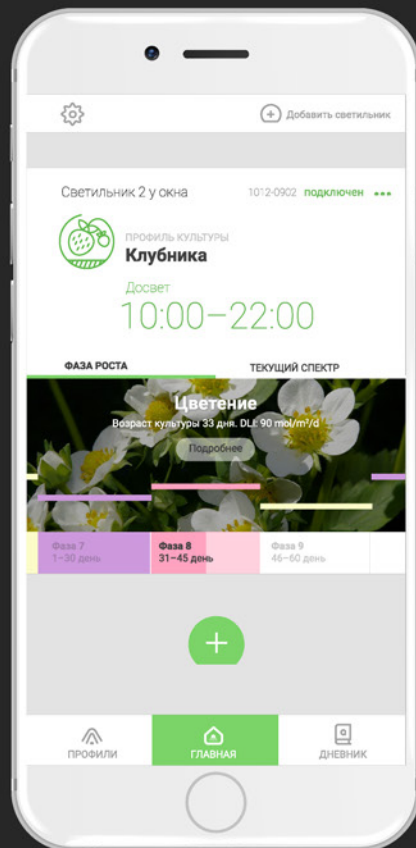 Добавить светильник
Светильник 2 у окна
1012-0902 подключен
ПРОФИЛЬ КУЛЬТУРЫ
Клубника
Досвет
10:00–22:00
ФАЗА РОСТА
ТЕКУЩИЙ СПЕКТР
Цветение
Возраст культуры 33 дня. DLI: 90 mol/m²/d
Подробнее
Фаза 7
1–30 день
Фаза 8
31–45 день
Фаза 9
46–60 день
ПРОФИЛИ
ГЛАВНАЯ
ДНЕВНИК